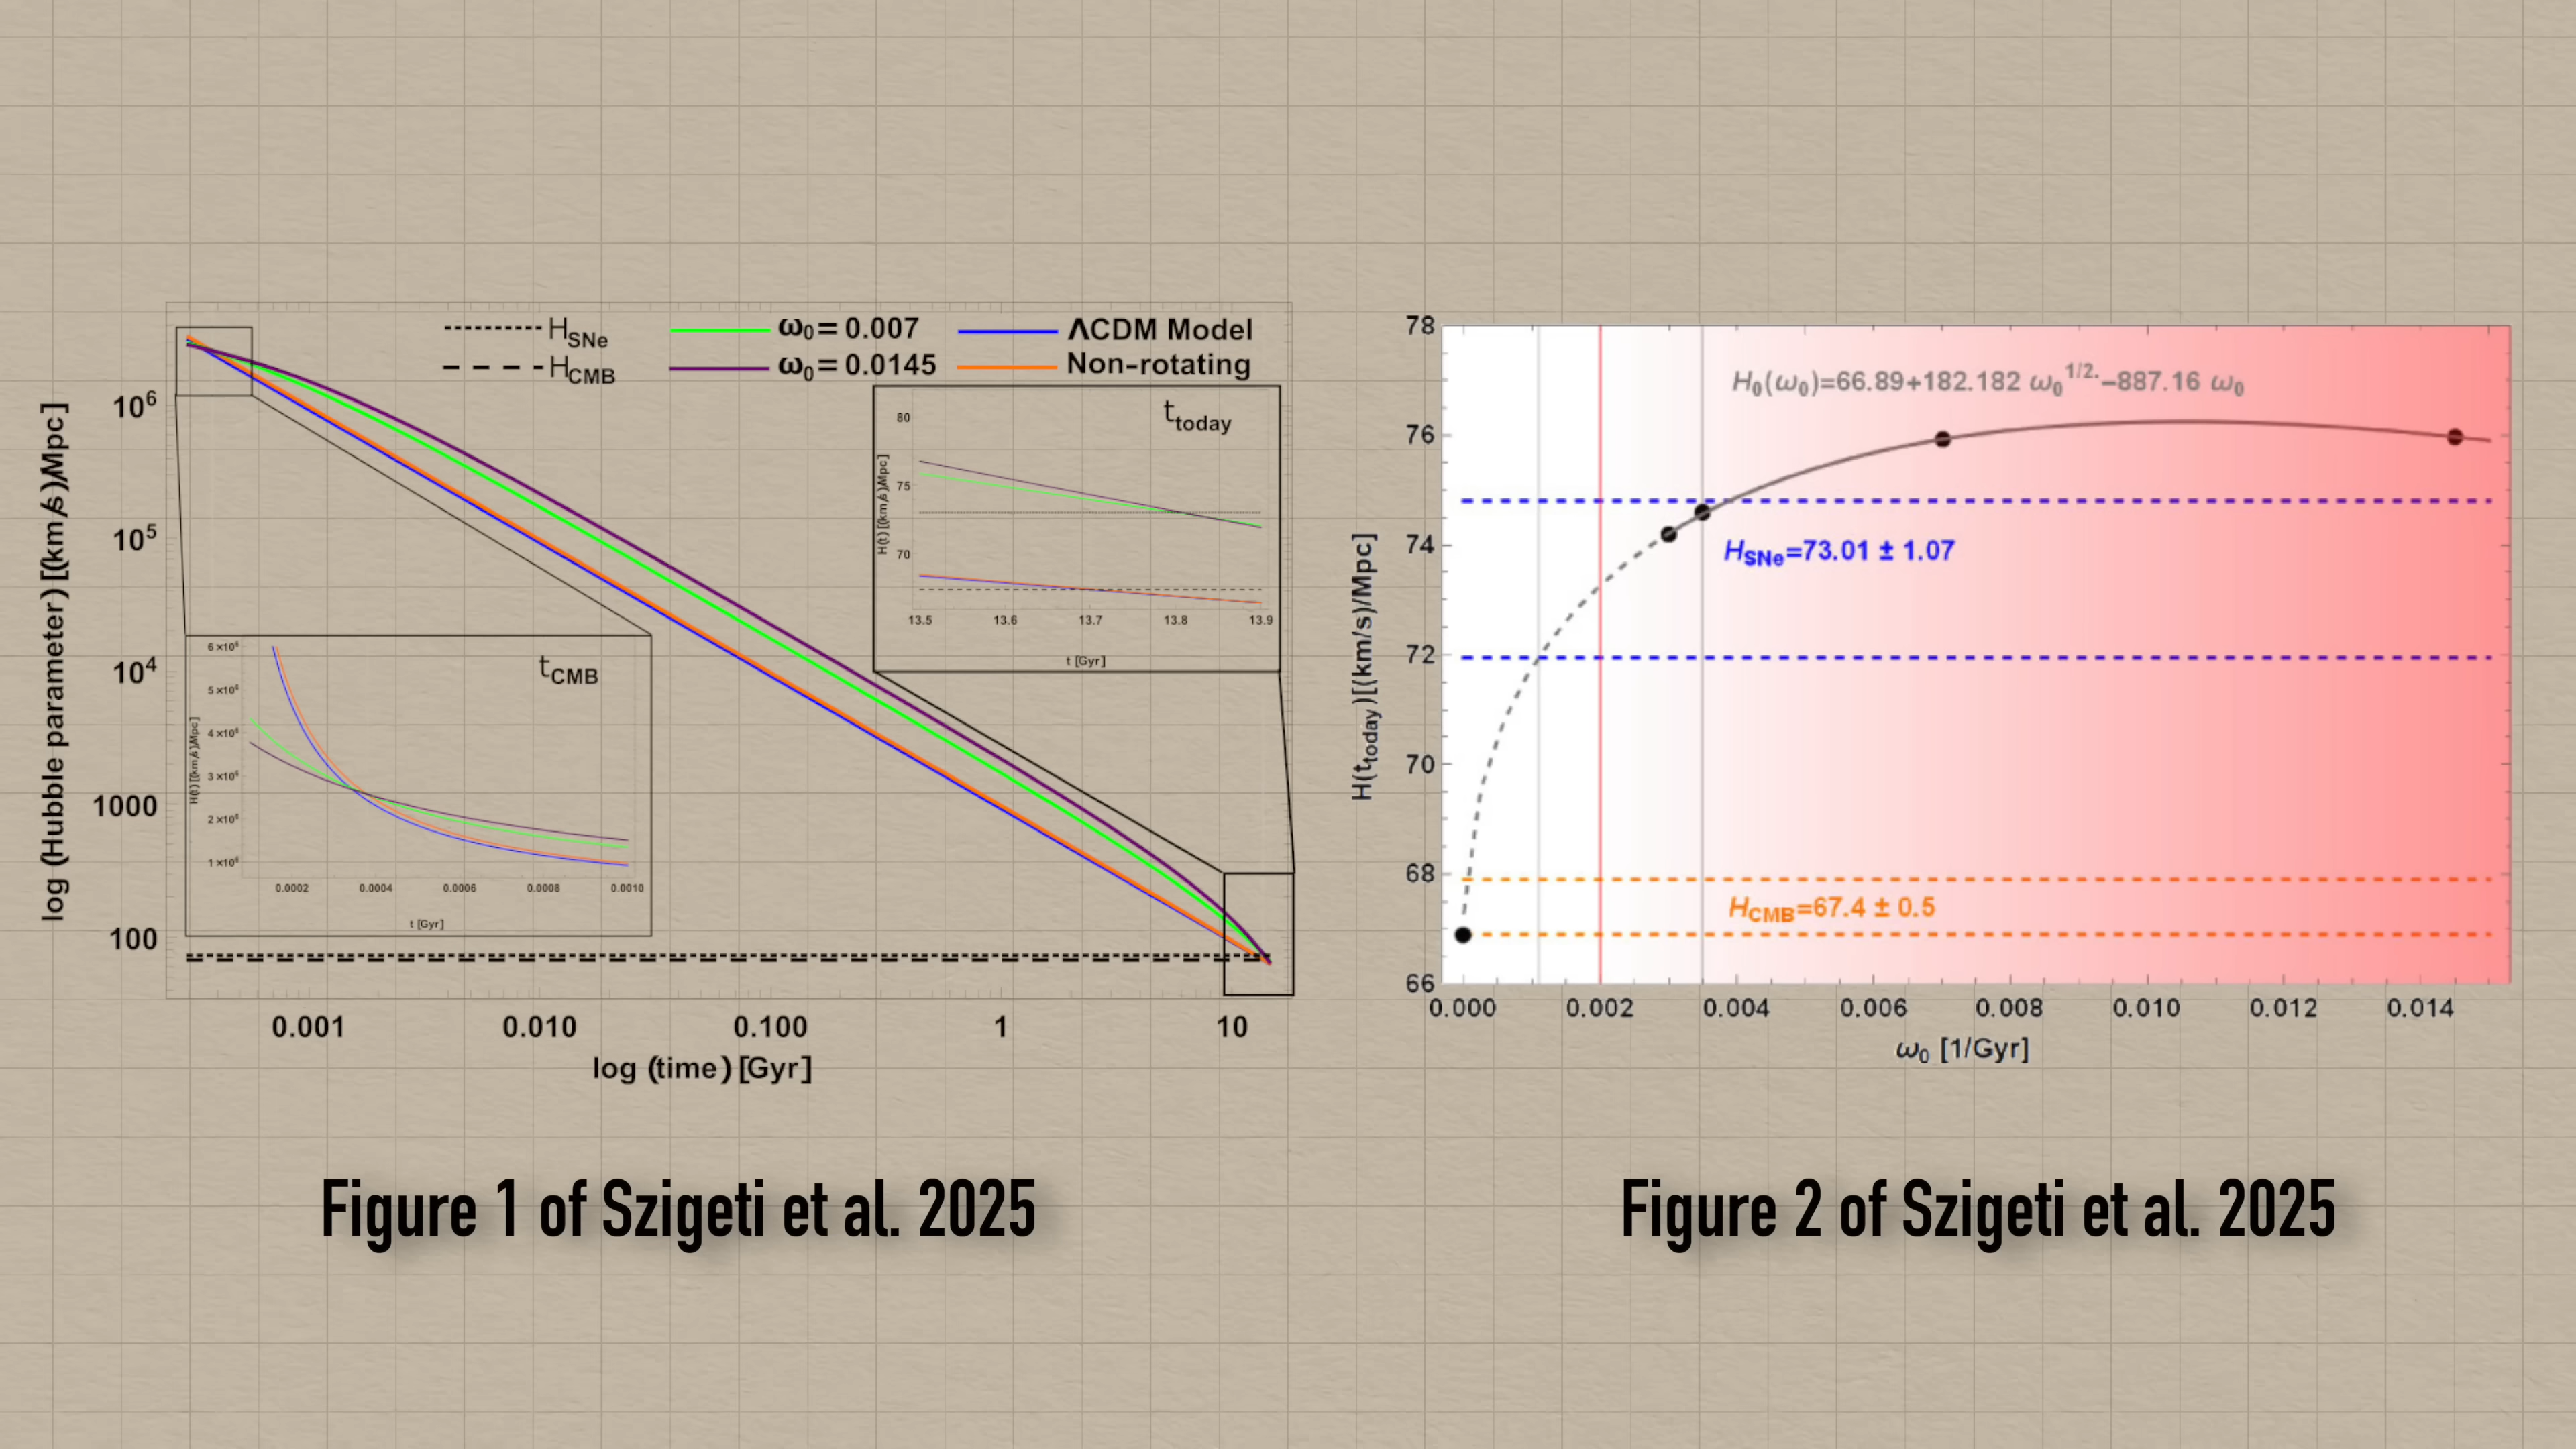 H_SNe
ω₀= 0.007
ΛCDM Model
H_CMB
ω₀= 0.0145
Non-rotating
log (Hubble parameter) [(km/s)/Mpc]
10⁶
10⁵
10⁴
1000
100
0.001
0.010
0.100
1
10
log (time) [Gyr]
t_today
H(t)[(km/s)/Mpc]
80
75
70
13.5
13.6
13.7
13.8
13.9
t [Gyr]
t_CMB
H(t)[(km/s)/Mpc]
6×10⁶
5×10⁶
4×10⁶
3×10⁶
2×10⁶
1×10⁶
0.0002
0.0004
0.0006
0.0008
0.0010
t [Gyr]
Figure 1 of Szigeti et al. 2025
H(t_today)[(km/s)/Mpc]
78
76
74
72
70
68
66
H₀(ω₀)=66.89+182.182 ω₀^1/2.−887.16 ω₀
H_SNe=73.01 ± 1.07
H_CMB=67.4 ± 0.5
0.000
0.002
0.004
0.006
0.008
0.010
0.012
0.014
ω₀ [1/Gyr]
Figure 2 of Szigeti et al. 2025